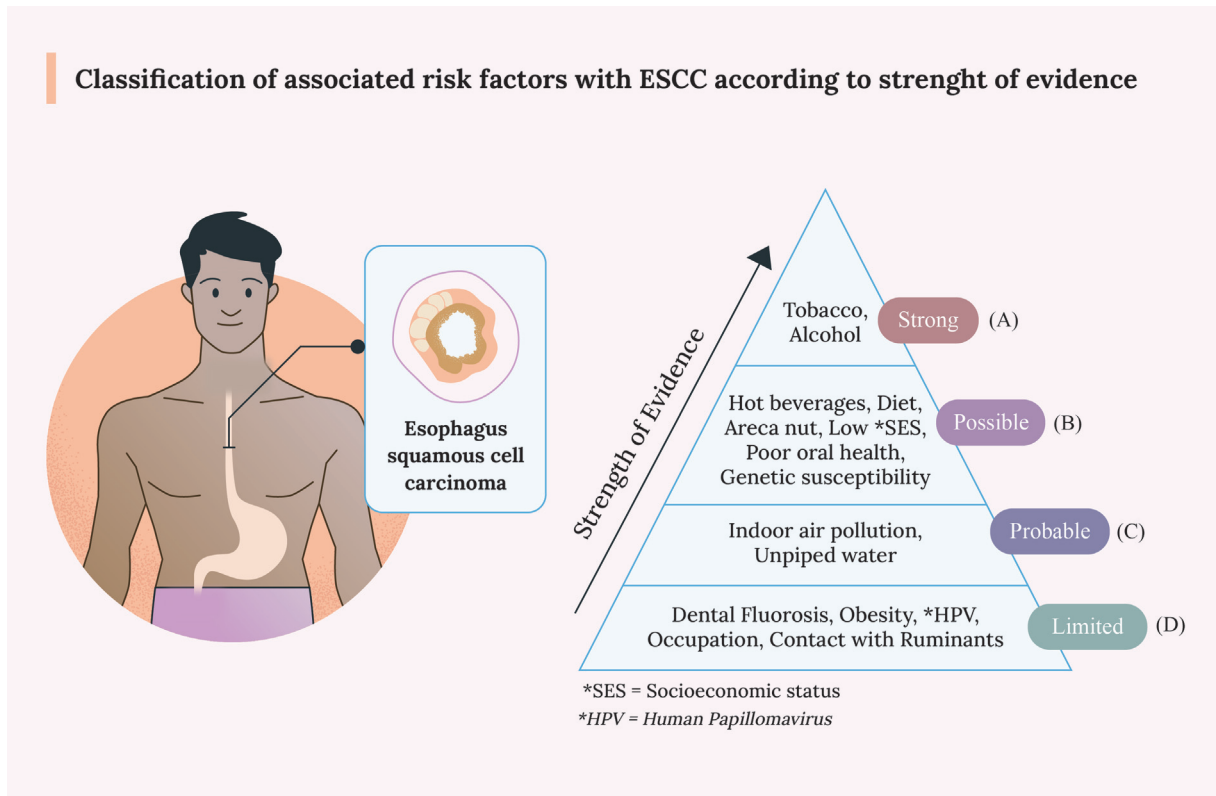 Classification of associated risk factors with ESCC according to strenght of evidence
Esophagus
squamous cell
carcinoma
Strength of Evidence
Tobacco,
Alcohol
Strong
(A)
Hot beverages, Diet,
Areca nut, Low *SES,
Poor oral health,
Genetic susceptibility
Possible
(B)
Indoor air pollution,
Unpiped water
Probable
(C)
Dental Fluorosis, Obesity, *HPV,
Occupation, Contact with Ruminants
Limited
(D)
*SES = Socioeconomic status
*HPV = Human Papillomavirus